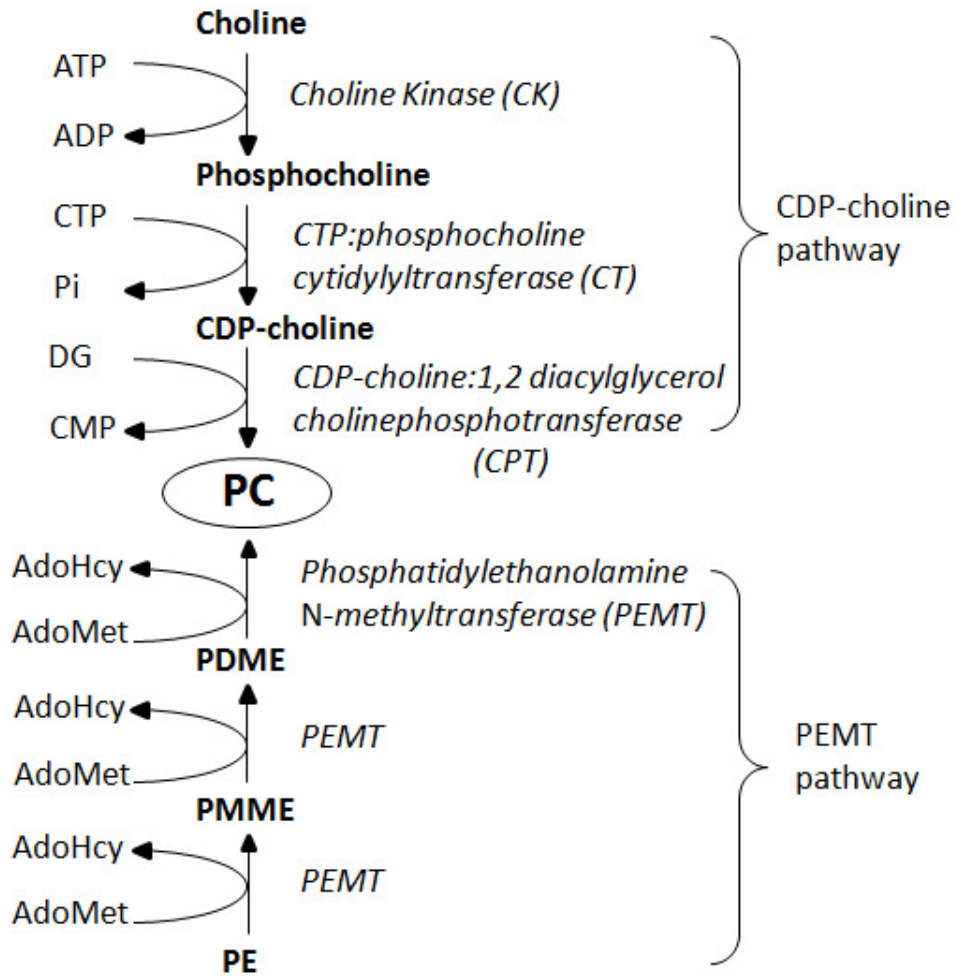 Choline
ATP
Choline Kinase (CK)
ADP
Phosphocholine
CTP
CTP:phosphocline
cytidylyltransferase (CT)
Pi
CDP-choline
DG
CDP-choline:1,2 diacylglycerol
cholinephosphotransferase
(CPT)
CMP
CDP-choline
pathway
PC
AdoHcy
Phosphatidylethanolamine
N-methyltransferase (PEMT)
AdoMet
PDME
AdoHcy
PEMT
AdoMet
PMME
AdoHcy
PEMT
AdoMet
PE
PEMT
pathway